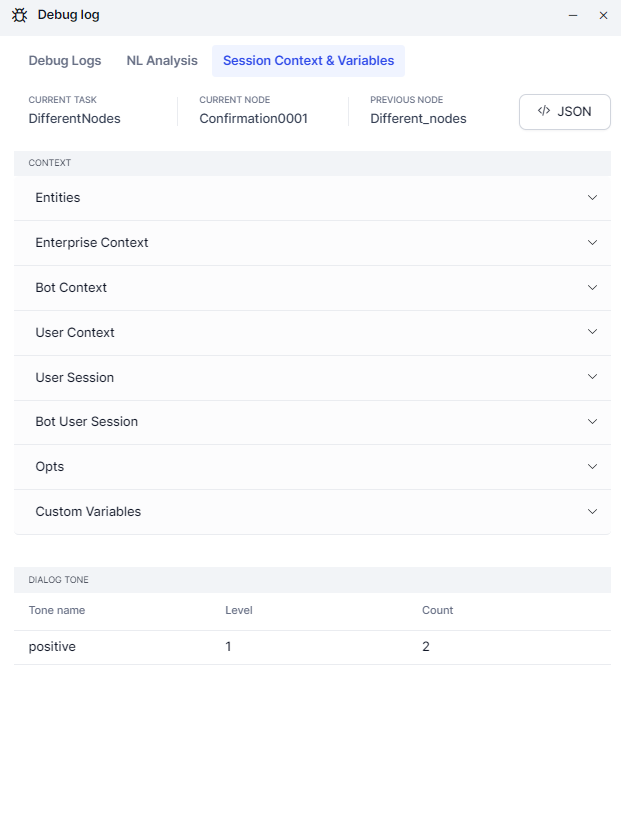 Debug log
Debug Logs NL Analysis Session Context & Variables
CURRENT TASK CURRENT NODE PREVIOUS NODE
DifferentNodes Confirmation0001 Different_nodes
</> JSON
CONTEXT
Entities
Enterprise Context
Bot Context
User Context
User Session
Bot User Session
Opts
Custom Variables
DIALOG TONE
Tone name Level Count
positive 1 2